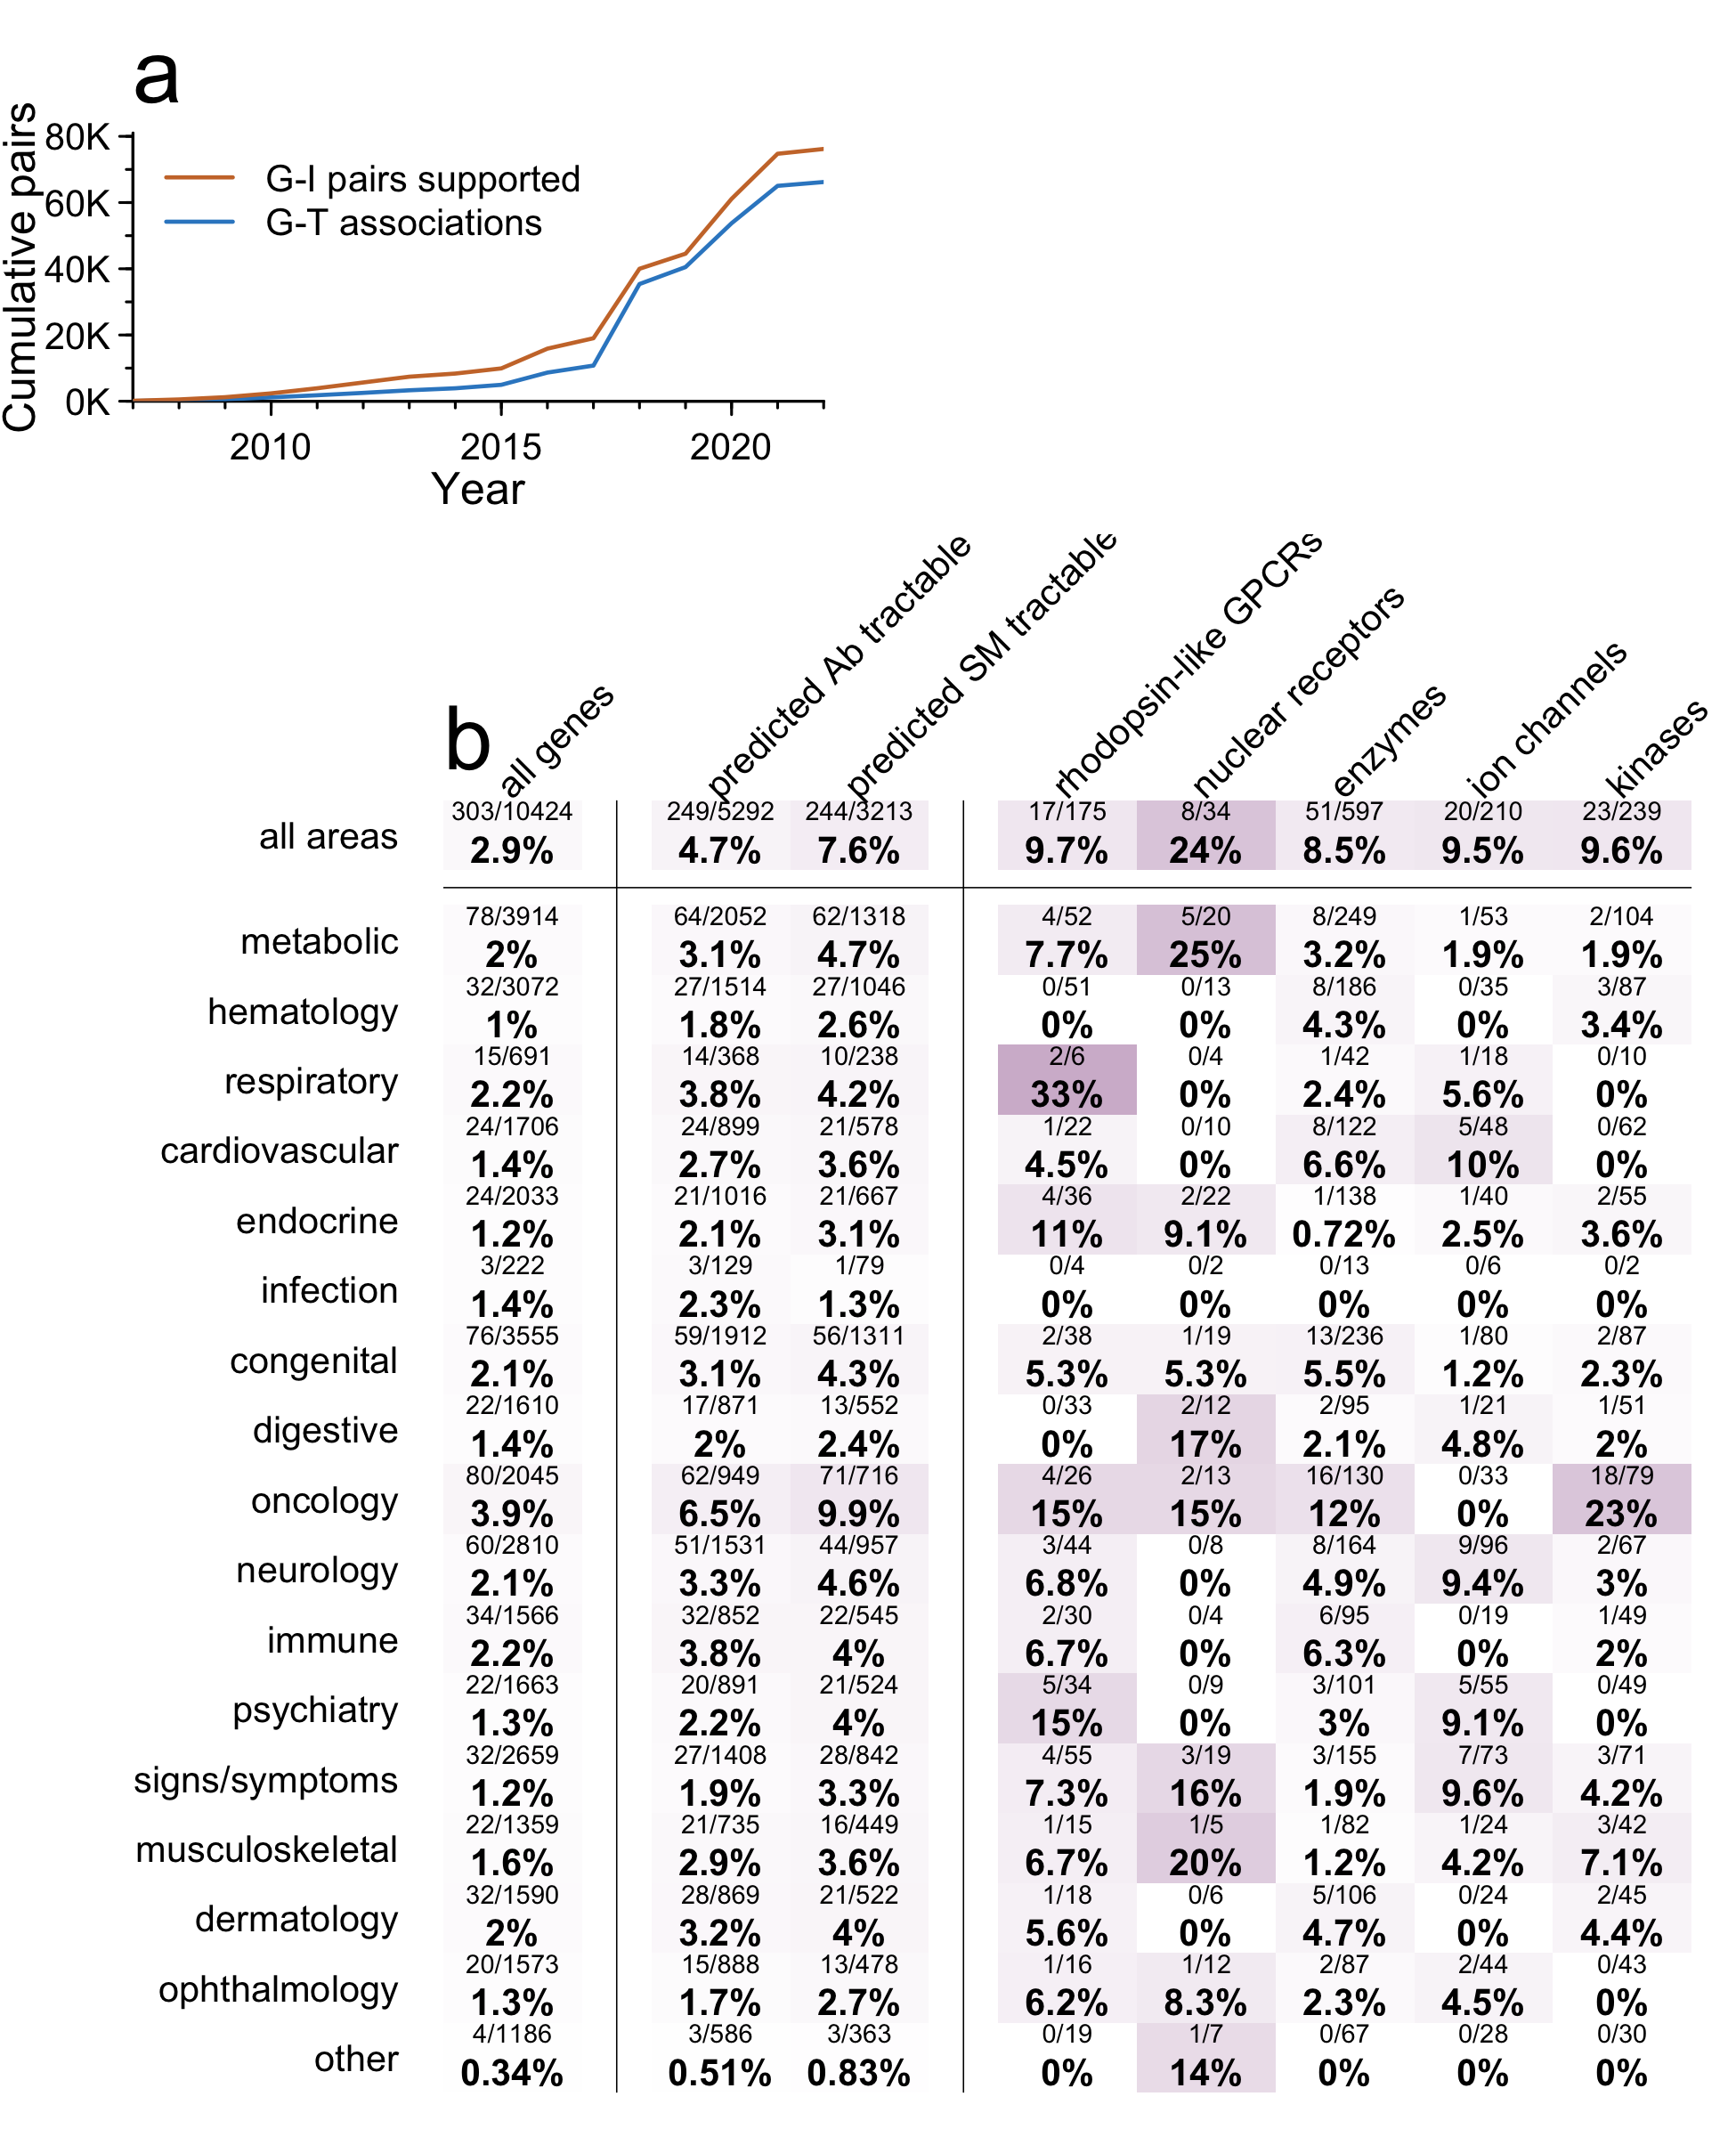 a
Cumulative pairs
80K
60K
40K
20K
0K
G-I pairs supported
G-T associations
2010 2015 2020
Year
b
all genes
predicted Ab tractable
predicted SM tractable
rhodopsin-like GPCRs
nuclear receptors
enzymes
ion channels
kinases
303/10424 249/5292 244/3213 17/175 8/34 51/597 20/210 23/239
all areas 2.9% 4.7% 7.6% 9.7% 24% 8.5% 9.5% 9.6%
78/3914 64/2052 62/1318 4/52 5/20 8/249 1/53 2/104
metabolic 2% 3.1% 4.7% 7.7% 25% 3.2% 1.9% 1.9%
32/3072 27/1514 27/1046 0/51 0/13 8/186 0/35 3/87
hematology 1% 1.8% 2.6% 0% 0% 4.3% 0% 3.4%
15/691 14/368 10/238 2/6 0/4 1/42 1/18 0/10
respiratory 2.2% 3.8% 4.2% 33% 0% 2.4% 5.6% 0%
24/1706 24/899 21/578 1/22 0/10 8/122 5/48 0/62
cardiovascular 1.4% 2.7% 3.6% 4.5% 0% 6.6% 10% 0%
24/2033 21/1016 21/667 4/36 2/22 1/138 1/40 2/55
endocrine 1.2% 2.1% 3.1% 11% 9.1% 0.72% 2.5% 3.6%
3/222 3/129 1/79 0/4 0/2 0/13 0/6 0/2
infection 1.4% 2.3% 1.3% 0% 0% 0% 0% 0%
76/3555 59/1912 56/1311 2/38 1/19 13/236 1/80 2/87
congenital 2.1% 3.1% 4.3% 5.3% 5.3% 5.5% 1.2% 2.3%
22/1610 17/871 13/552 0/33 2/12 2/95 1/21 1/51
digestive 1.4% 2% 2.4% 0% 17% 2.1% 4.8% 2%
80/2045 62/949 71/716 4/26 2/13 16/130 0/33 18/79
oncology 3.9% 6.5% 9.9% 15% 15% 12% 0% 23%
60/2810 51/1531 44/957 3/44 0/8 8/164 9/96 2/67
neurology 2.1% 3.3% 4.6% 6.8% 0% 4.9% 9.4% 3%
34/1566 32/852 22/545 2/30 0/4 6/95 0/19 1/49
immune 2.2% 3.8% 4% 6.7% 0% 6.3% 0% 2%
22/1663 20/891 21/524 5/34 0/9 3/101 5/55 0/49
psychiatry 1.3% 2.2% 4% 15% 0% 3% 9.1% 0%
32/2659 27/1408 28/842 4/55 3/19 3/155 7/73 3/71
signs/symptoms 1.2% 1.9% 3.3% 7.3% 16% 1.9% 9.6% 4.2%
22/1359 21/735 16/449 1/15 1/5 1/82 1/24 3/42
musculoskeletal 1.6% 2.9% 3.6% 6.7% 20% 1.2% 4.2% 7.1%
32/1590 28/869 21/522 1/18 0/6 5/106 0/24 2/45
dermatology 2% 3.2% 4% 5.6% 0% 4.7% 0% 4.4%
20/1573 15/888 13/478 1/16 1/12 2/87 2/44 0/43
ophthalmology 1.3% 1.7% 2.7% 6.2% 8.3% 2.3% 4.5% 0%
4/1186 3/586 3/363 0/19 1/7 0/67 0/28 0/30
other 0.34% 0.51% 0.83% 0% 14% 0% 0% 0%